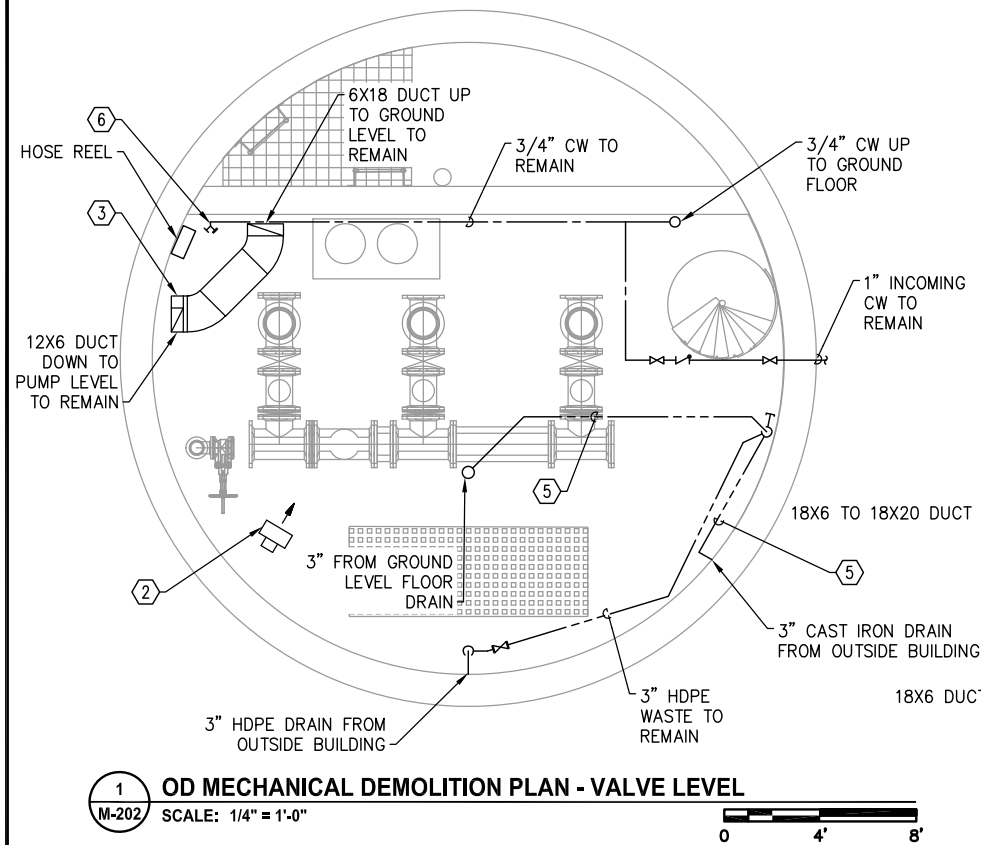 6X18 DUCT UP
TO GROUND
LEVEL TO
REMAIN
6
HOSE REEL
3
3/4" CW TO
REMAIN
3/4" CW UP
TO GROUND
FLOOR
1" INCOMING
CW TO
REMAIN
12X6 DUCT
DOWN TO
PUMP LEVEL
TO REMAIN
5
18X6 TO 18X20 DUCT
2
3" FROM GROUND
LEVEL FLOOR
DRAIN
5
3" CAST IRON DRAIN
FROM OUTSIDE BUILDING
3" HDPE
WASTE TO
REMAIN
18X6 DUCT
3" HDPE DRAIN FROM
OUTSIDE BUILDING
1
M-202
OD MECHANICAL DEMOLITION PLAN - VALVE LEVEL
SCALE: 1/4" = 1'-0"
0 4' 8'